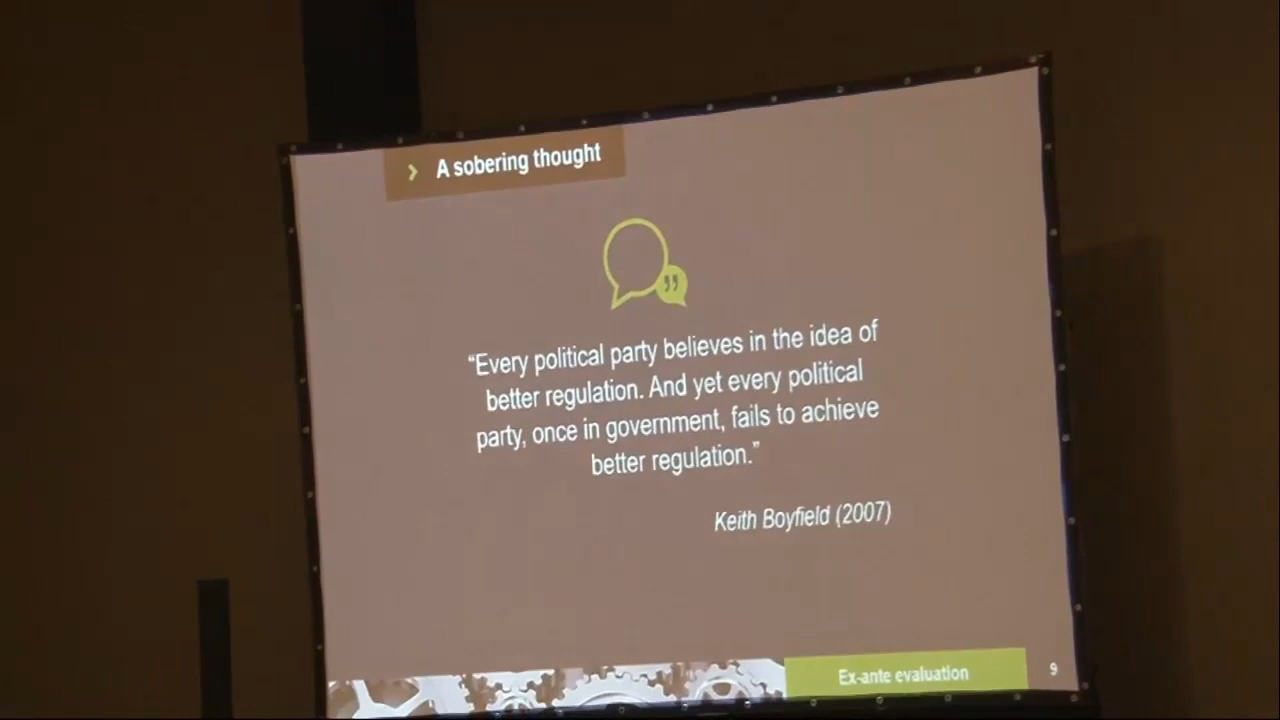 A sobering thought
“Every political party believes in the idea of
better regulation. And yet every political
party, once in government, fails to achieve
better regulation.”
Keith Boyfield (2007)
Ex-ante evaluation
9